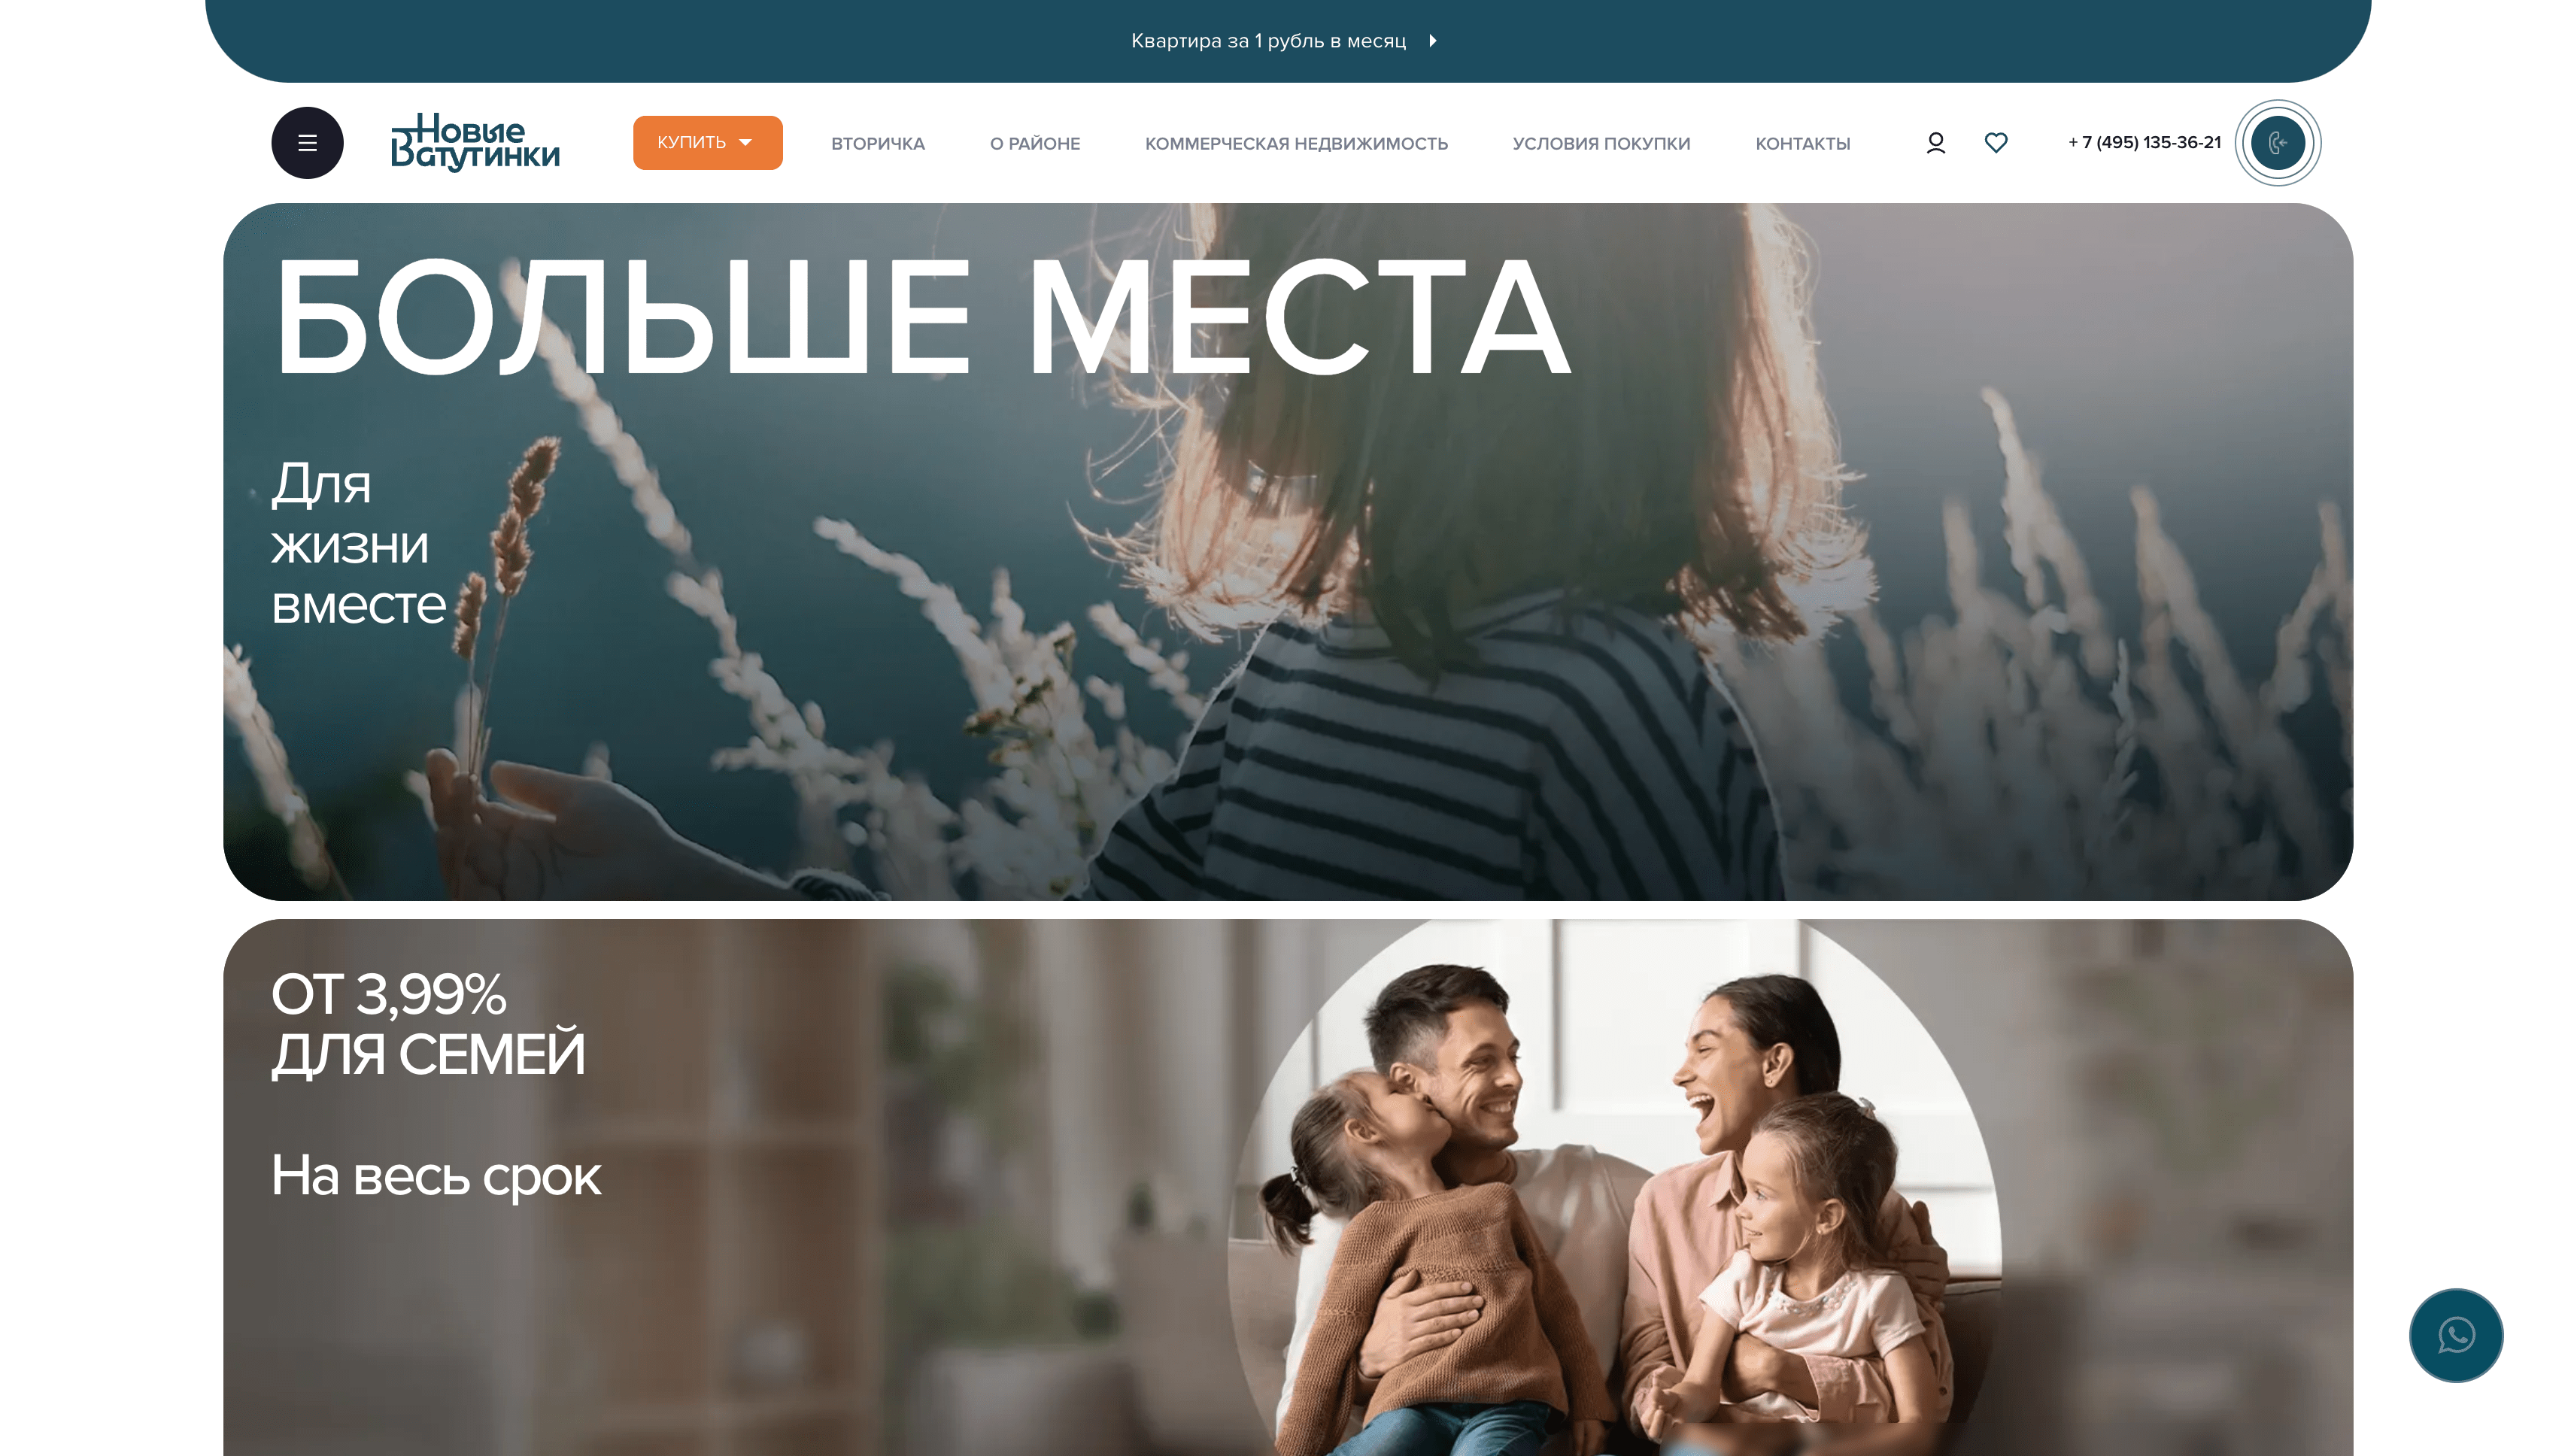 Квартира за 1 рубль в месяц
Новые
Ватутинки
КУПИТЬ
ВТОРИЧКА
О РАЙОНЕ
КОММЕРЧЕСКАЯ НЕДВИЖИМОСТЬ
УСЛОВИЯ ПОКУПКИ
КОНТАКТЫ
+ 7 (495) 135-36-21
БОЛЬШЕ МЕСТА
Для
жизни
вместе
ОТ 3,99%
ДЛЯ СЕМЕЙ
На весь срок